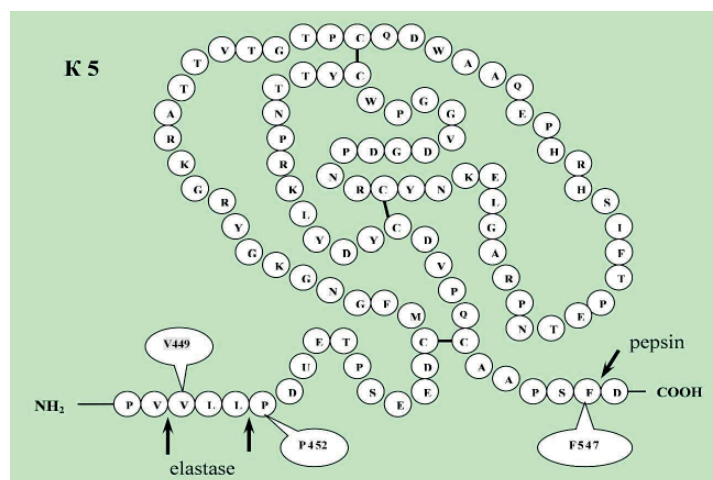 К 5
NH₂
P V V L L P D U E T P S E E D C M F G N G K G Y R G K R A T T V T G T P C Q D W A A Q E P H R H S I F T P E T N P R A G L E K N Y C R N P D G D V G G P W C Y T T N P R K L Y D Y C D V P Q C A A P S F D
COOH
V449
P452
F547
elastase
pepsin